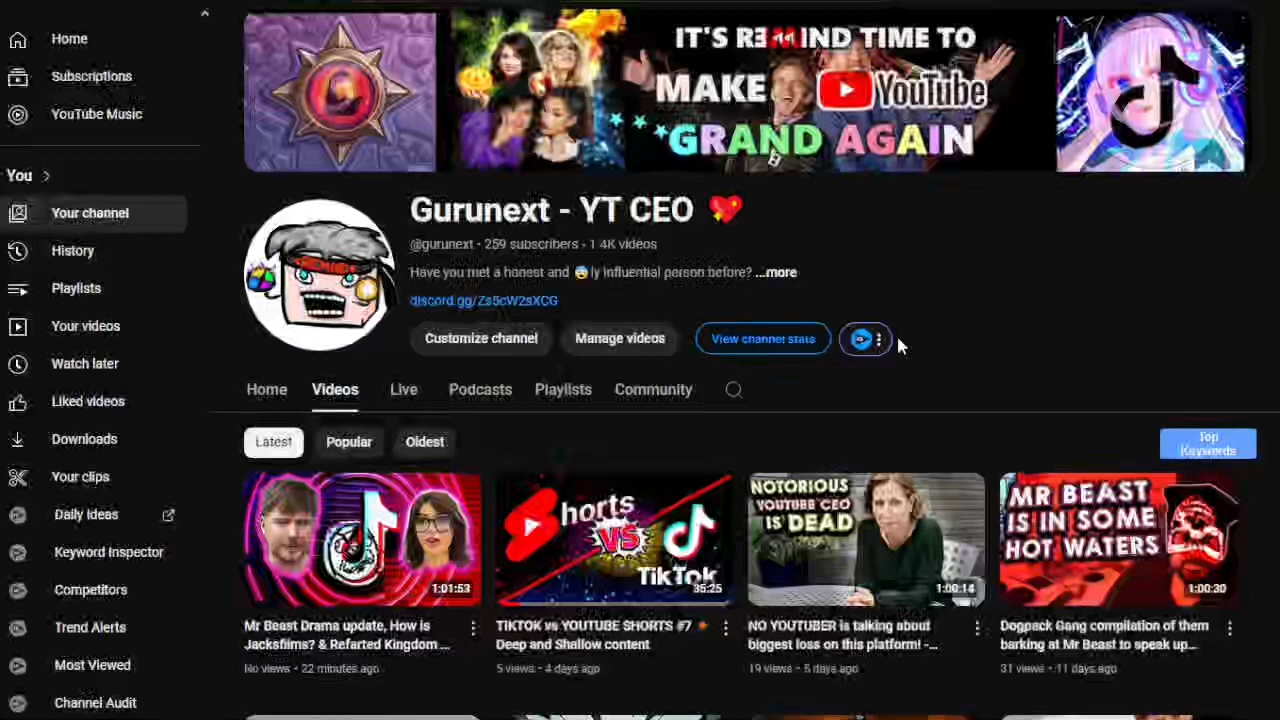 Home
Subscriptions
YouTube Music
You
Your channel
History
Playlists
Your videos
Watch later
Liked videos
Downloads
Your clips
Daily Ideas
Keyword Inspector
Competitors
Trend Alerts
Most Viewed
Channel Audit
IT'S REMIND TIME TO
MAKE YouTube
GRAND AGAIN
Gurunext - YT CEO
@gurunext • 259 subscribers • 1.4K videos
Have you met a honest and ly influential person before? ...more
discord.gg/Zs5cW2sXCG
Customize channel
Manage videos
View channel stats
Home Videos Live Podcasts Playlists Community
Latest Popular Oldest
Top
Keywords
1:01:53
Mr Beast Drama update, How is
Jacksfilms? & Refarted Kingdom ...
No views • 22 minutes ago
Shorts
VS
TikTok
35:25
TIKTOK vs YOUTUBE SHORTS #7
Deep and Shallow content
5 views • 4 days ago
NOTORIOUS
YOUTUBE CEO
IS DEAD
1:00:14
NO YOUTUBER is talking about
biggest loss on this platform! -...
19 views • 5 days ago
MR BEAST
IS IN SOME
HOT WATERS
1:00:30
Dogpack Gang compilation of them
barking at Mr Beast to speak up...
31 views • 11 days ago